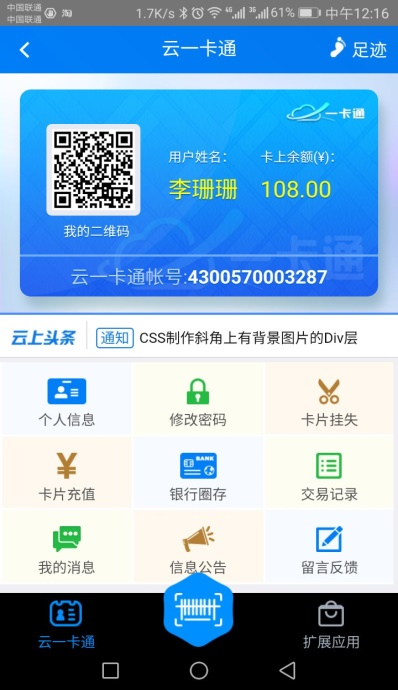 中国联通
中国联通
淘
1.7K/s 4G 3G 61% 中午12:16
云一卡通
足迹
一卡通
用户姓名:
卡上余额(¥):
李珊珊
108.00
我的二维码
云一卡通帐号:4300570003287
云上头条 通知 CSS制作斜角上有背景图片的Div层
个人信息
修改密码
卡片挂失
BANK
卡片充值
银行圈存
交易记录
我的消息
信息公告
留言反馈
云一卡通
扩展应用